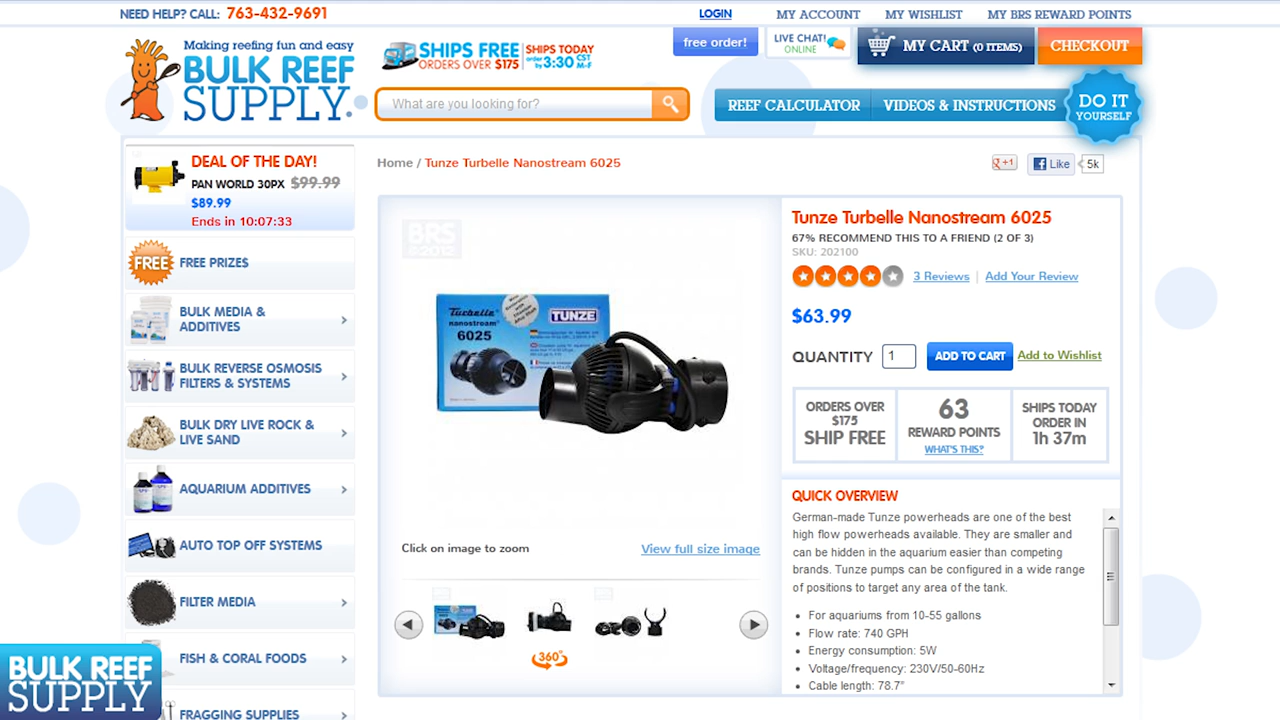 NEED HELP? CALL: 763-432-9691
LOGIN
MY ACCOUNT
MY WISHLIST
MY BRS REWARD POINTS
Making reefing fun and easy
BULK REEF
SUPPLY
SHIPS FREE
ORDERS OVER $175
SHIPS TODAY
order by 3:30 CST M-F
free order!
LIVE CHAT!
ONLINE
MY CART (0 ITEMS)
CHECKOUT
What are you looking for?
REEF CALCULATOR
VIDEOS & INSTRUCTIONS
DO IT
YOURSELF
DEAL OF THE DAY!
PAN WORLD 30PX $99.99
$89.99
Ends in 10:07:33
FREE
FREE PRIZES
BULK MEDIA &
ADDITIVES
BULK REVERSE OSMOSIS
FILTERS & SYSTEMS
BULK DRY LIVE ROCK &
LIVE SAND
AQUARIUM ADDITIVES
AUTO TOP OFF SYSTEMS
FILTER MEDIA
FISH & CORAL FOODS
FRAGGING SUPPLIES
Home / Tunze Turbelle Nanostream 6025
+1
Like
5k
BRS
©2012
Turbelle
nanostream
6025
TUNZE
Click on image to zoom
View full size image
360°
Tunze Turbelle Nanostream 6025
67% RECOMMEND THIS TO A FRIEND (2 OF 3)
SKU: 202100
3 Reviews | Add Your Review
$63.99
QUANTITY 1 ADD TO CART Add to Wishlist
ORDERS OVER
$175
SHIP FREE
63
REWARD POINTS
WHAT'S THIS?
SHIPS TODAY
ORDER IN
1h 37m
QUICK OVERVIEW
German-made Tunze powerheads are one of the best
high flow powerheads available. They are smaller and
can be hidden in the aquarium easier than competing
brands. Tunze pumps can be configured in a wide range
of positions to target any area of the tank.
• For aquariums from 10-55 gallons
• Flow rate: 740 GPH
• Energy consumption: 5W
• Voltage/frequency: 230V/50-60Hz
• Cable length: 78.7"
BULK REEF
SUPPLY